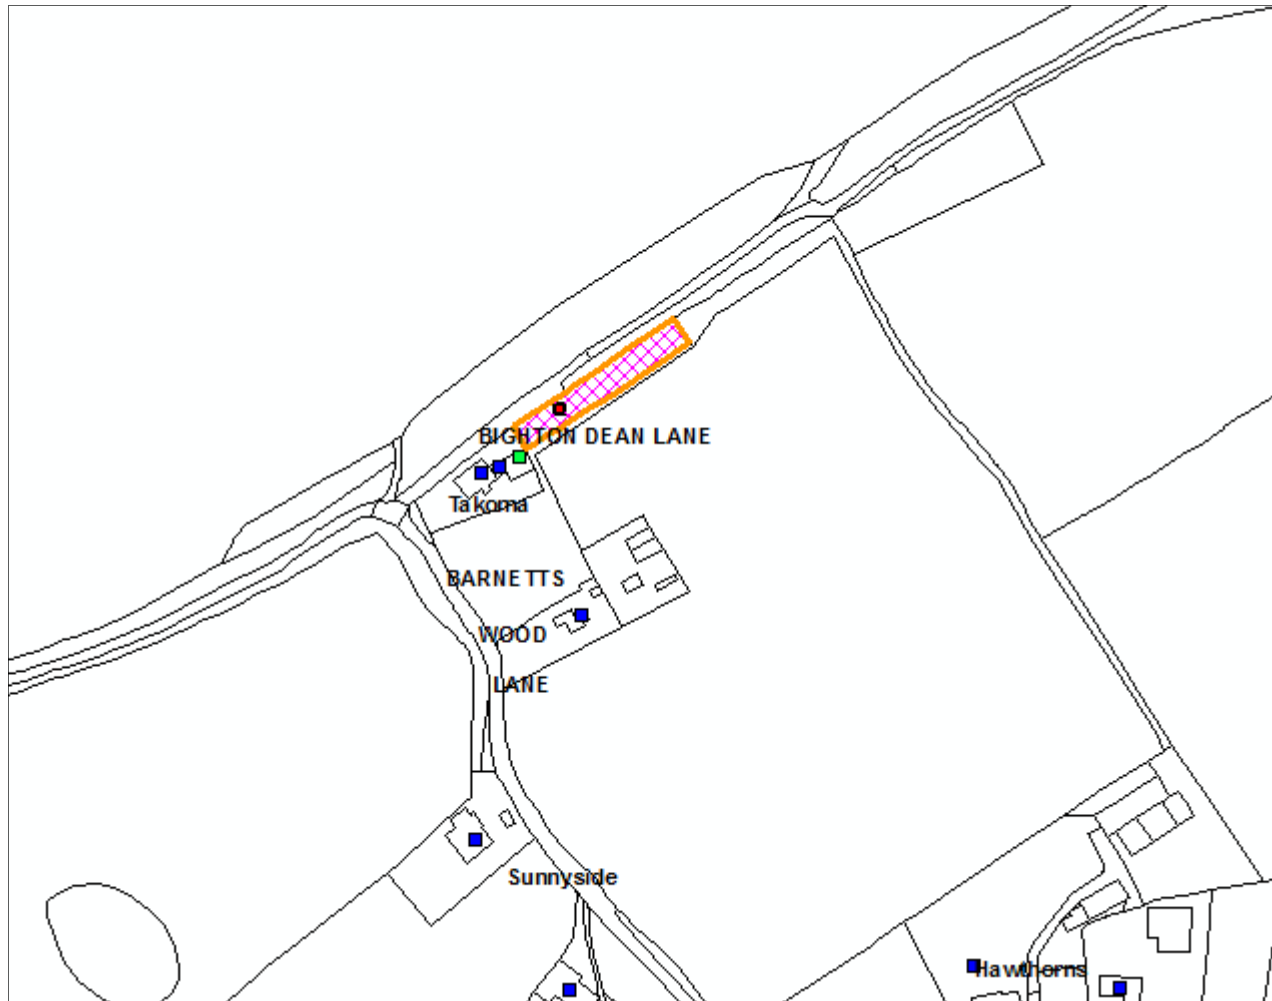 BIGHTON DEAN LANE
Takoma
BARNETTS
WOOD
LANE
Sunnyside
Hawthorns